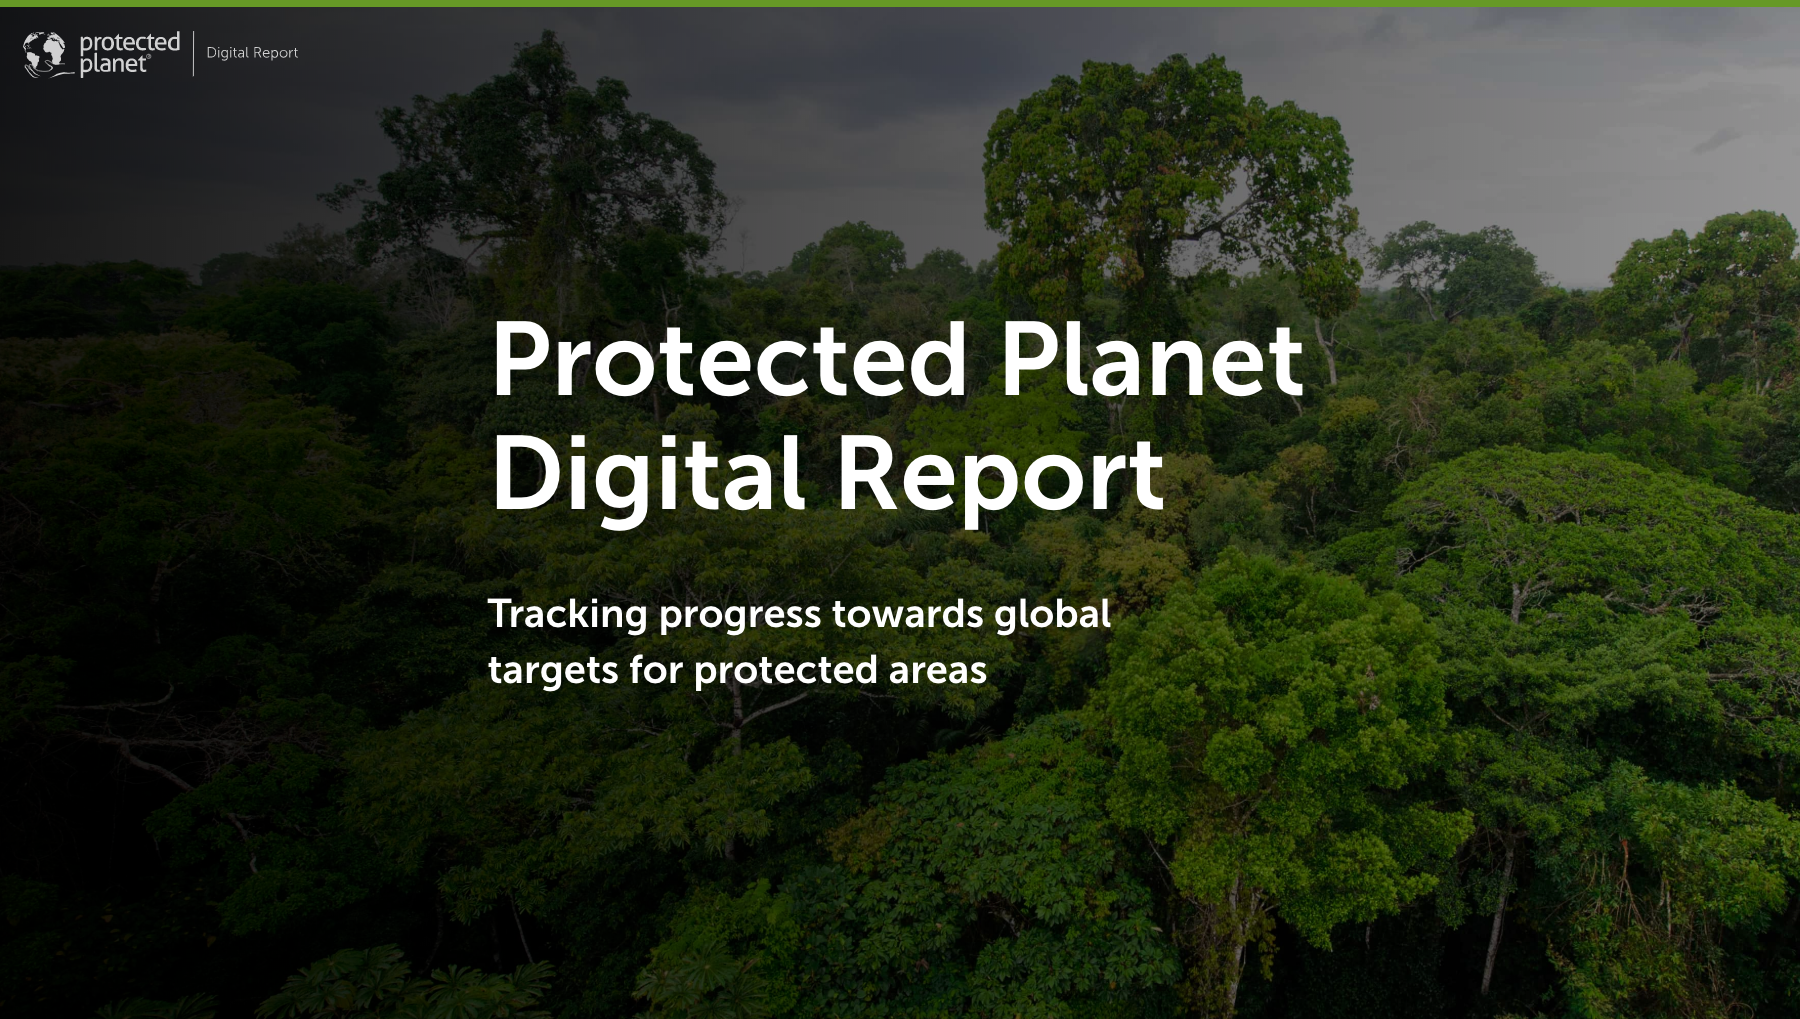 protected
planet®
Digital Report
Protected Planet
Digital Report
Tracking progress towards global
targets for protected areas